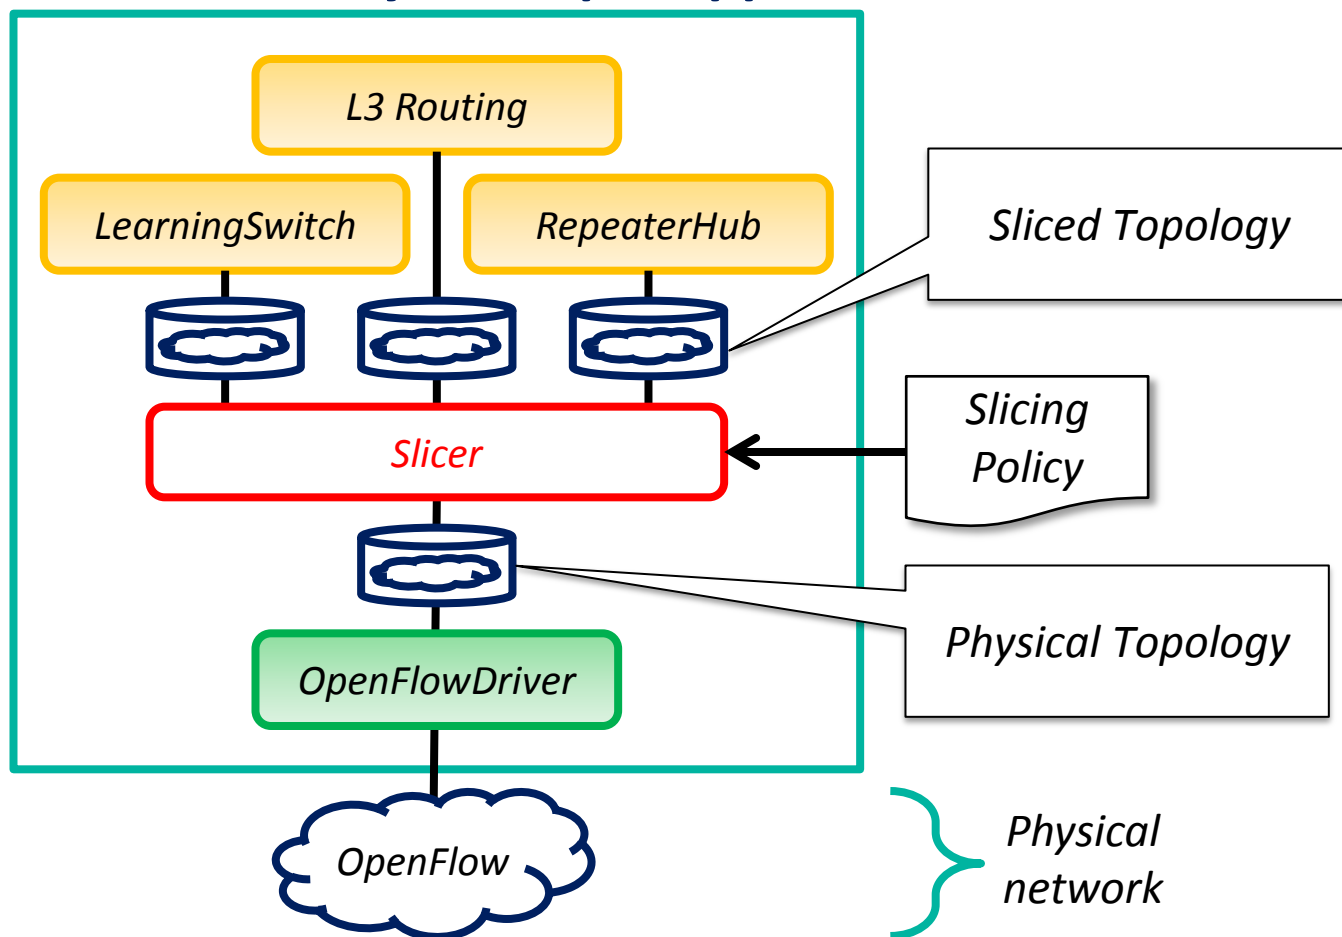 L3 Routing
LearningSwitch
RepeaterHub
Sliced Topology
Slicing
Policy
Slicer
Physical Topology
OpenFlowDriver
OpenFlow
Physical
network